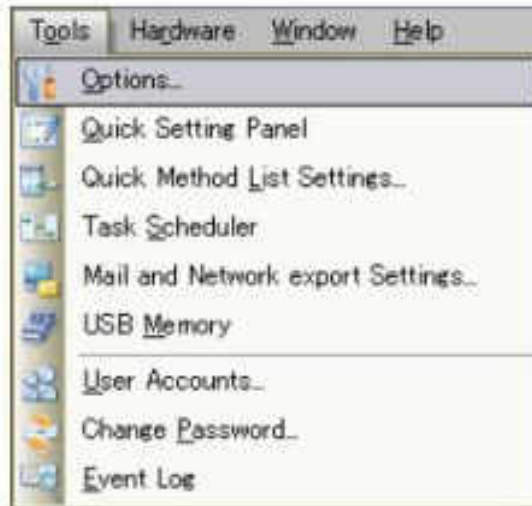 Tools Hardware Window Help
Options...
Quick Setting Panel
Quick Method List Settings...
Task Scheduler
Mail and Network export Settings...
USB Memory
User Accounts...
Change Password...
Event Log